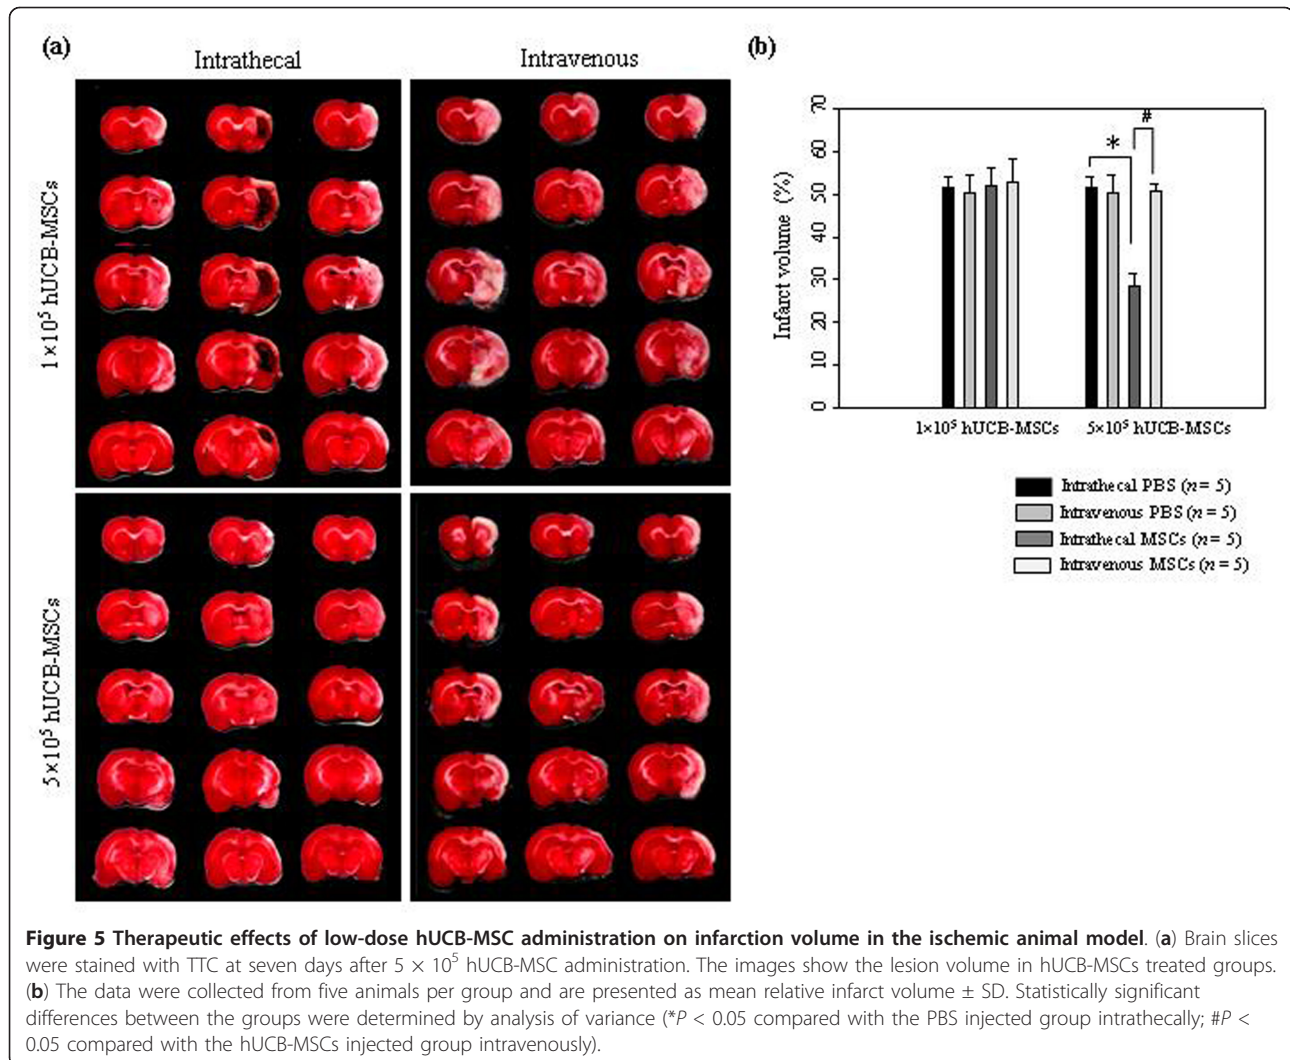 (a)
Intrathecal
Intravenous
1×10⁵ hUCB-MSCs
5×10⁵ hUCB-MSCs
(b)
Infarct volume (%)
70
60
50
40
30
20
10
0
*
#
1×10⁵ hUCB-MSCs 5×10⁵ hUCB-MSCs
Intrathecal PBS (n = 5)
Intravenous PBS (n = 5)
Intrathecal MSCs (n = 5)
Intravenous MSCs (n = 5)
Figure 5 Therapeutic effects of low-dose hUCB-MSC administration on infarction volume in the ischemic animal model. (a) Brain slices
were stained with TTC at seven days after 5 × 10⁵ hUCB-MSC administration. The images show the lesion volume in hUCB-MSCs treated groups.
(b) The data were collected from five animals per group and are presented as mean relative infarct volume ± SD. Statistically significant
differences between the groups were determined by analysis of variance (*P < 0.05 compared with the PBS injected group intrathecally; #P <
0.05 compared with the hUCB-MSCs injected group intravenously).